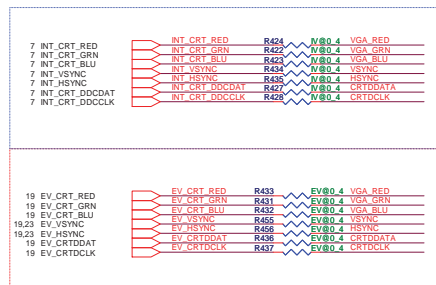 7 INT_CRT_RED INT_CRT_RED R424 IV@0_4 VGA_RED
7 INT_CRT_GRN INT_CRT_GRN R422 IV@0_4 VGA_GRN
7 INT_CRT_BLU INT_CRT_BLU R423 IV@0_4 VGA_BLU
7 INT_VSYNC INT_VSYNC R434 IV@0_4 VSYNC
7 INT_HSYNC INT_HSYNC R435 IV@0_4 HSYNC
7 INT_CRT_DDCDAT INT_CRT_DDCDAT R427 IV@0_4 CRTDDATA
7 INT_CRT_DDCCLK INT_CRT_DDCCLK R428 IV@0_4 CRTDCLK
19 EV_CRT_RED EV_CRT_RED R433 EV@0_4 VGA_RED
19 EV_CRT_GRN EV_CRT_GRN R431 EV@0_4 VGA_GRN
19 EV_CRT_BLU EV_CRT_BLU R432 EV@0_4 VGA_BLU
19,23 EV_VSYNC EV_VSYNC R455 EV@0_4 VSYNC
19,23 EV_HSYNC EV_HSYNC R456 EV@0_4 HSYNC
19 EV_CRTDDAT EV_CRTDDAT R436 EV@0_4 CRTDDATA
19 EV_CRTDCLK EV_CRTDCLK R437 EV@0_4 CRTDCLK